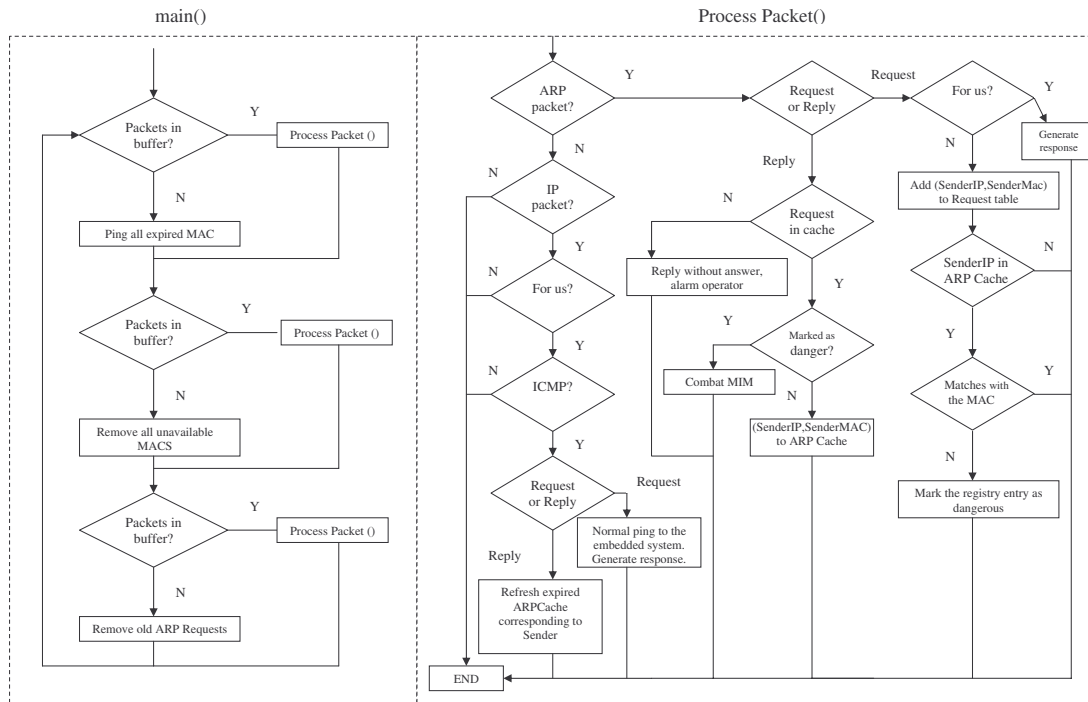 main()
Process Packet()
Packets in
buffer?
Y
Process Packet ()
N
Ping all expired MAC
Packets in
buffer?
Y
Process Packet ()
N
Remove all unavailable
MACS
Packets in
buffer?
Y
Process Packet ()
N
Remove old ARP Requests
ARP
packet?
Y
N
IP
packet?
N
Y
For us?
N
Y
ICMP?
N
Y
Request
or Reply
Request
Normal ping to the
embedded system.
Generate response.
Reply
Refresh expired
ARPCache
corresponding to
Sender
END
Request
or Reply
Request
Reply
Request
in cache
N
Reply without answer,
alarm operator
Y
Marked as
danger?
Y
Combat MIM
N
(SenderIP,SenderMAC)
to ARP Cache
For us?
Y
Generate
response
N
Add (SenderIP,SenderMac)
to Request table
SenderIP in
ARP Cache
N
Y
Matches with
the MAC
Y
N
Mark the registry entry as
dangerous